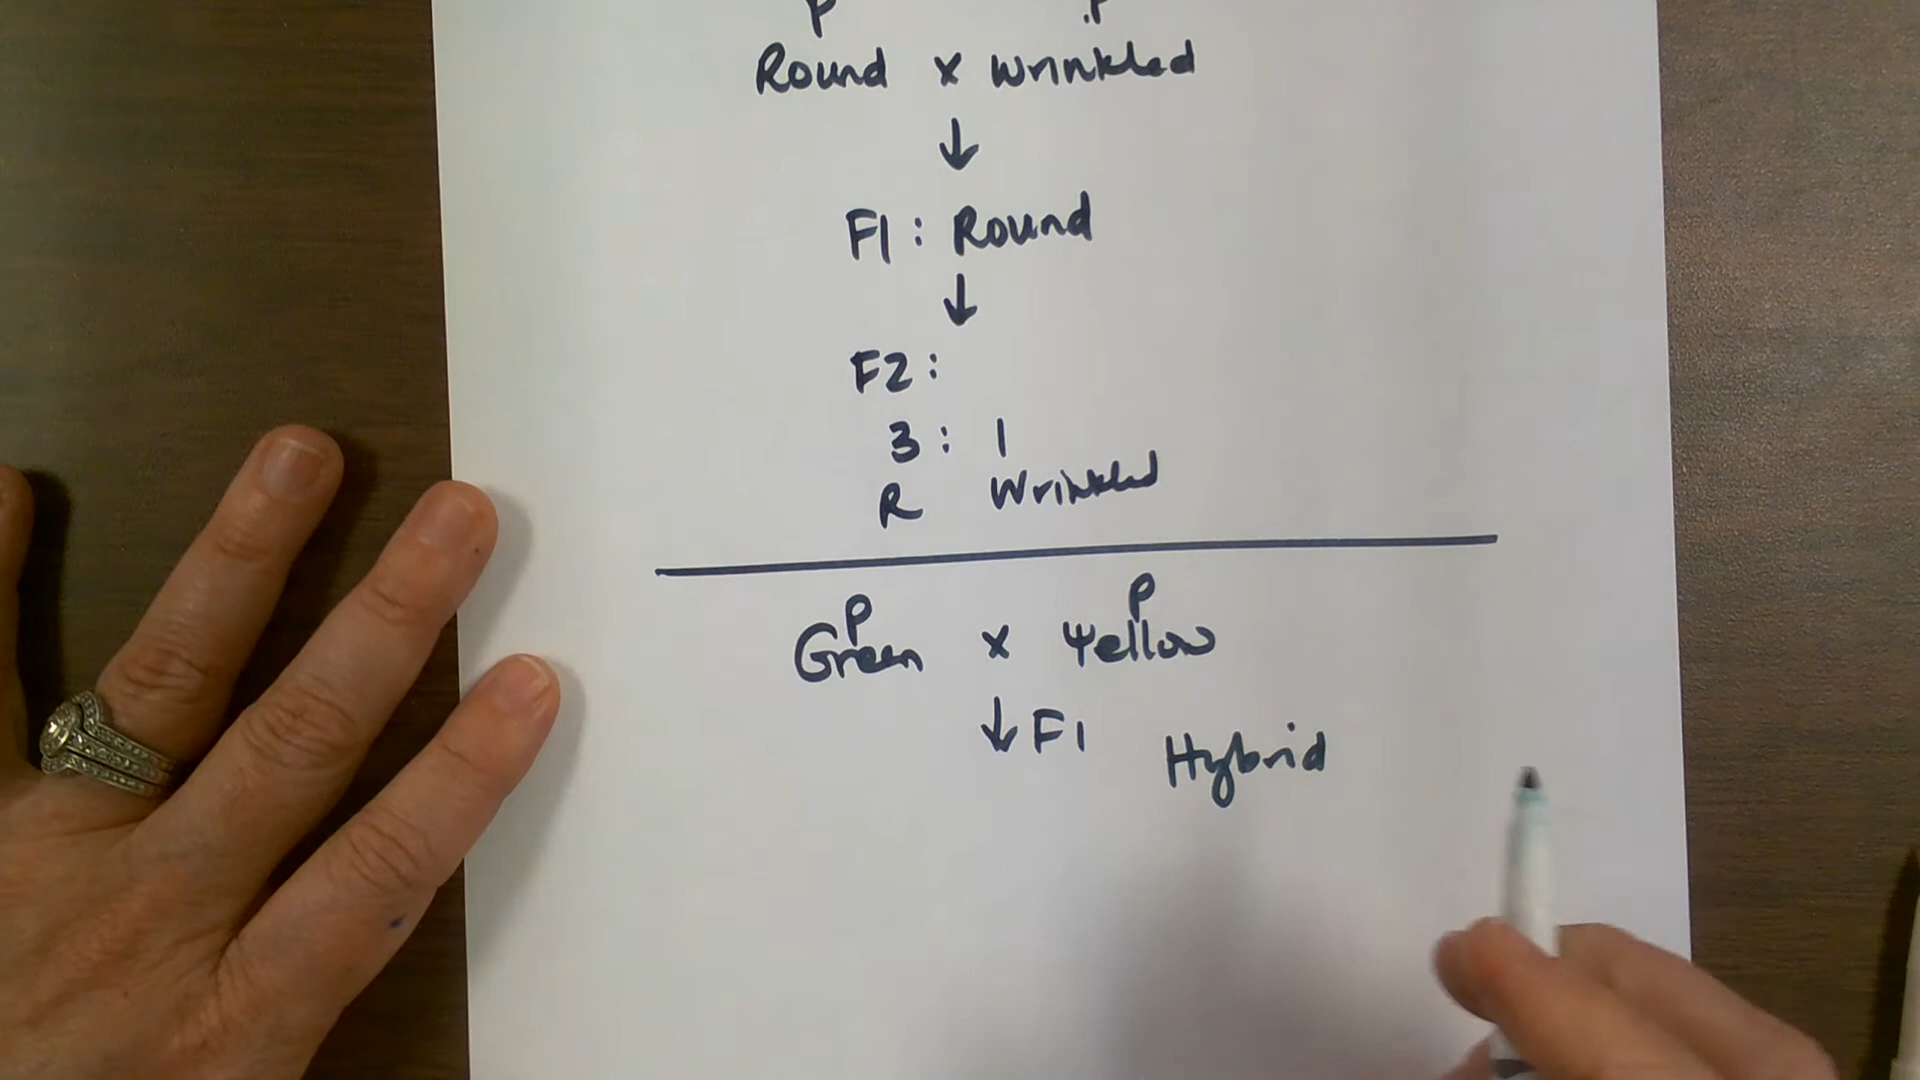 P P
Round x Wrinkled
↓
F1: Round
↓
F2:
3: 1
R Wrinkled
P P
Green x Yellow
↓ F1 Hybrid